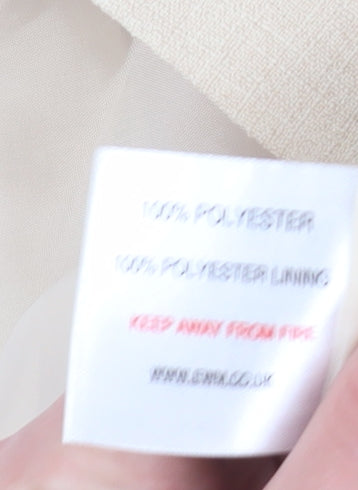 100% POLYESTER
100% POLYESTER LINING
KEEP AWAY FROM FIRE